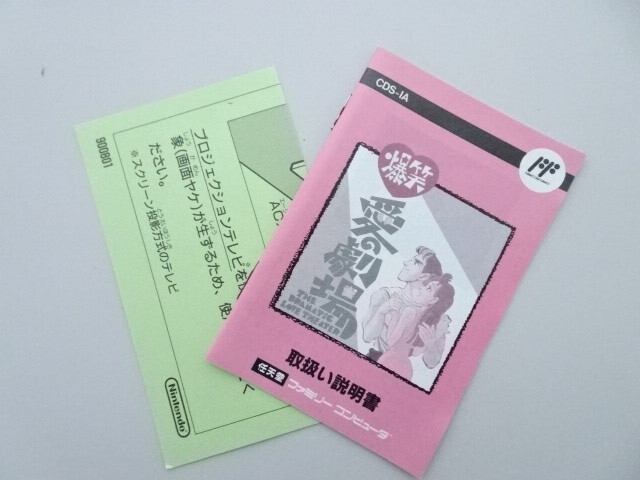 CDS-IA
爆笑
愛の劇場
THE DRAMATIC
LOVE THEATER
取扱い説明書
任天堂
ファミリー コンピュータ
900801
プロジェクションテレビを
象(画面ヤケ)が生ずるため、使
ださい。
※スクリーン投影方式のテレビ
Nintendo